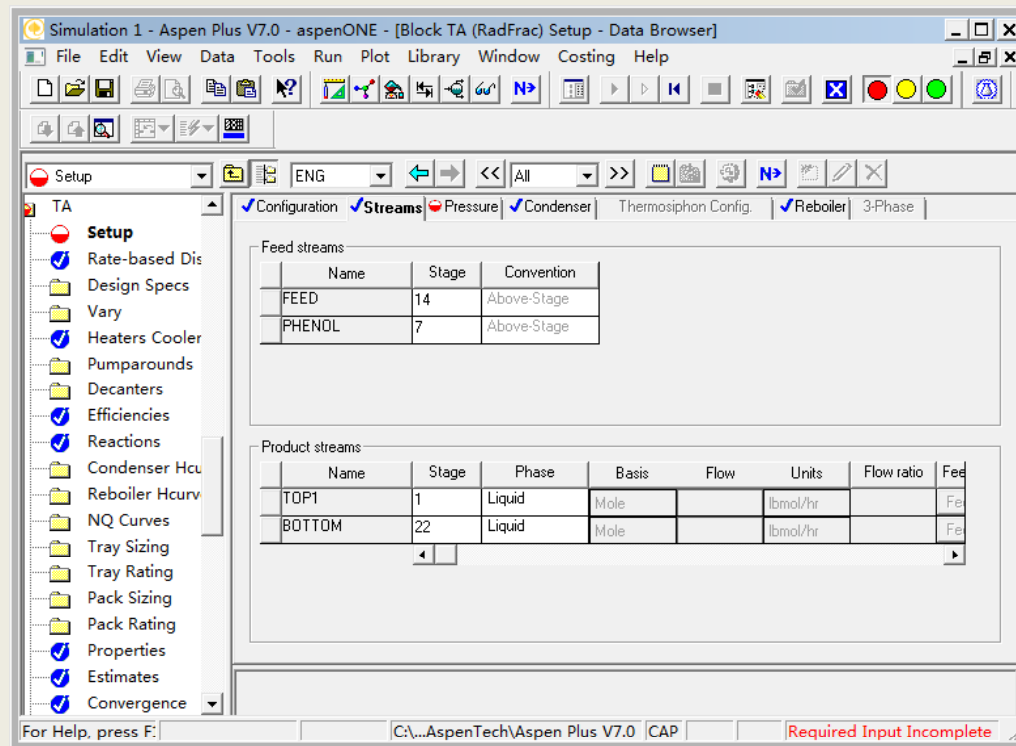 Simulation 1 - Aspen Plus V7.0 - aspenONE - [Block TA (RadFrac) Setup - Data Browser]
File Edit View Data Tools Run Plot Library Window Costing Help
N>
Setup ENG << All >> N>
TA
Setup
Rate-based Dis
Design Specs
Vary
Heaters Cooler
Pumparounds
Decanters
Efficiencies
Reactions
Condenser Hcu
Reboiler Hcurv
NQ Curves
Tray Sizing
Tray Rating
Pack Sizing
Pack Rating
Properties
Estimates
Convergence
Configuration Streams Pressure Condenser Thermosiphon Config. Reboiler 3-Phase
Feed streams
Name Stage Convention
FEED 14 Above-Stage
PHENOL 7 Above-Stage
Product streams
Name Stage Phase Basis Flow Units Flow ratio Fee
TOP1 1 Liquid Mole lbmol/hr Fe
BOTTOM 22 Liquid Mole lbmol/hr Fe
For Help, press F: C:\...AspenTech\Aspen Plus V7.0 CAP Required Input Incomplete